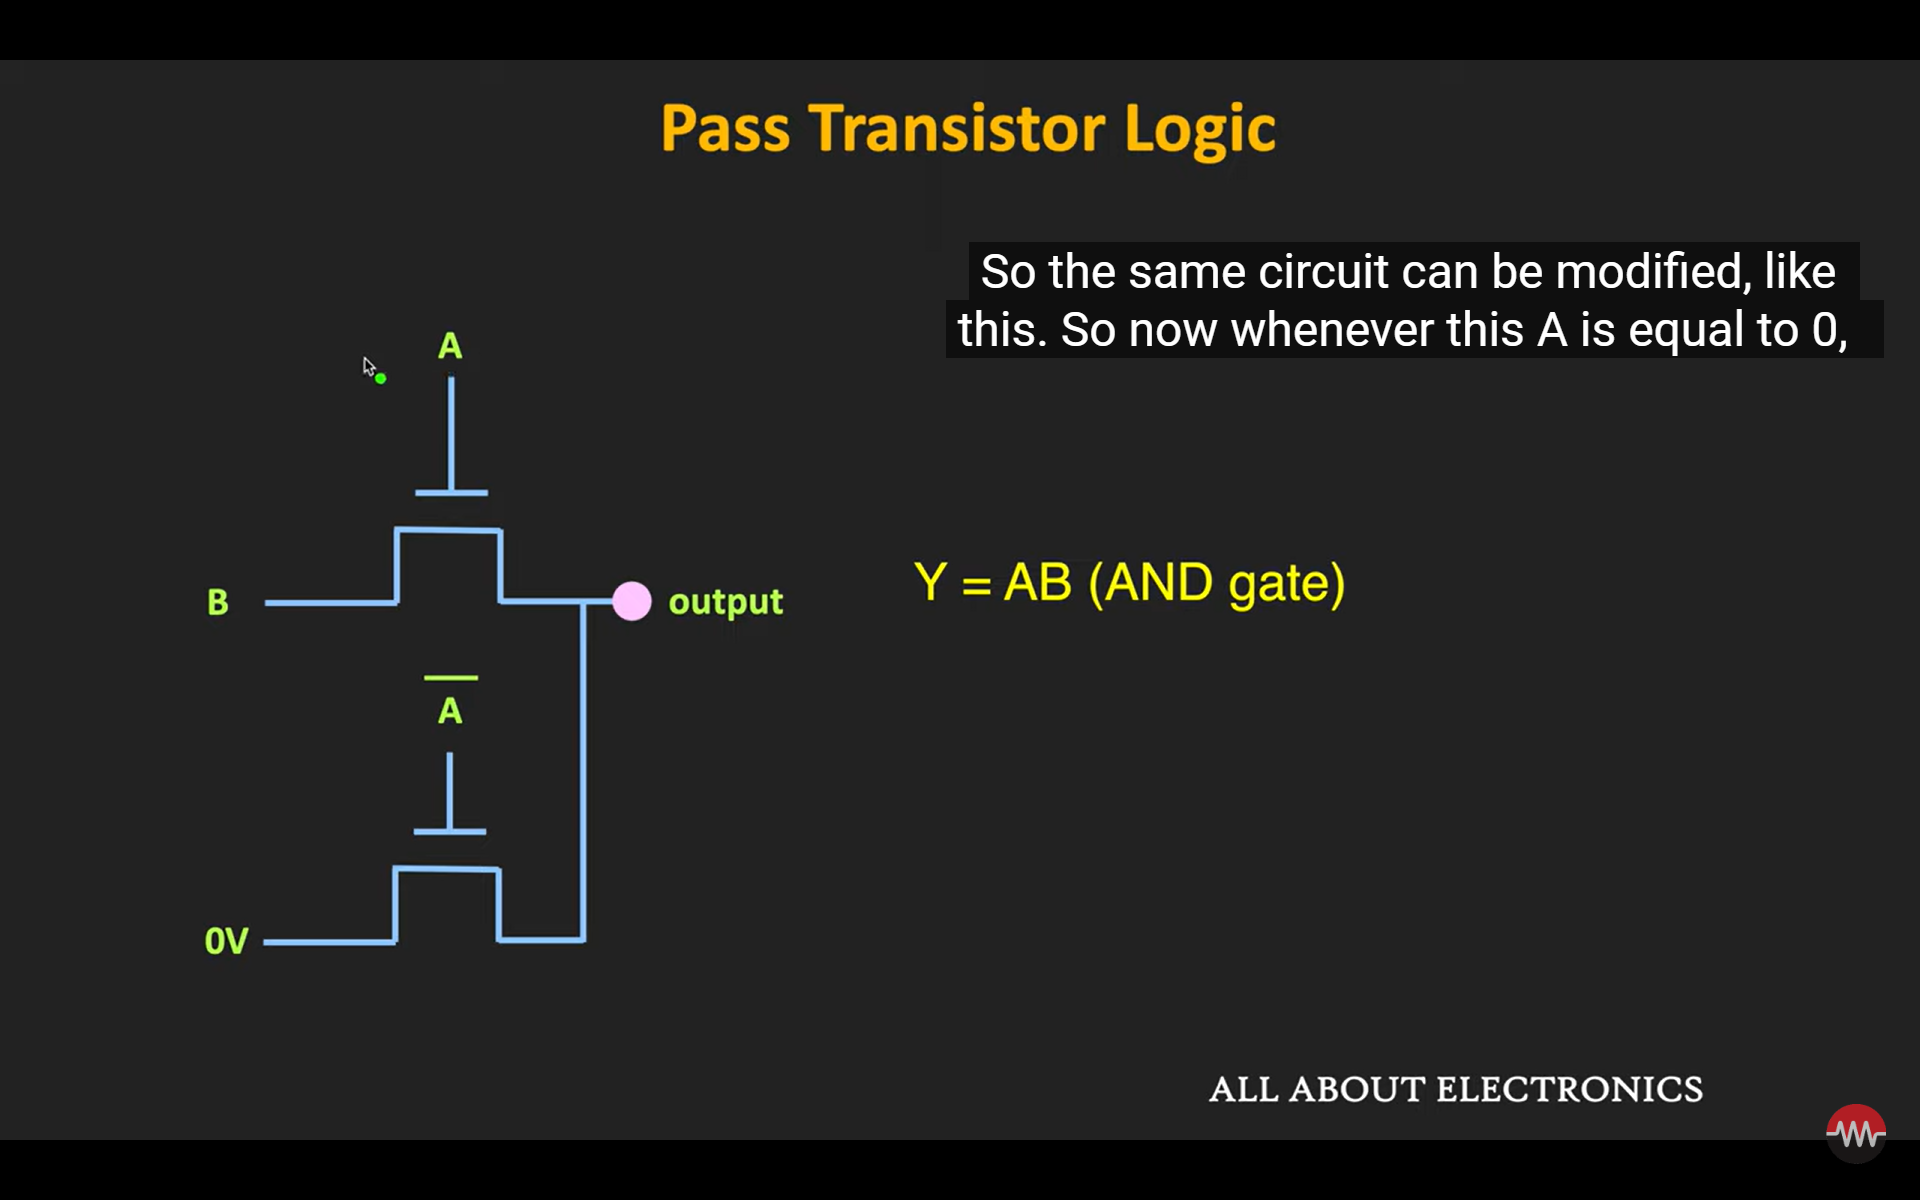 Pass Transistor Logic
So the same circuit can be modified, like
this. So now whenever this A is equal to 0,
A
B
output
Y = AB (AND gate)
A̅
0V
ALL ABOUT ELECTRONICS